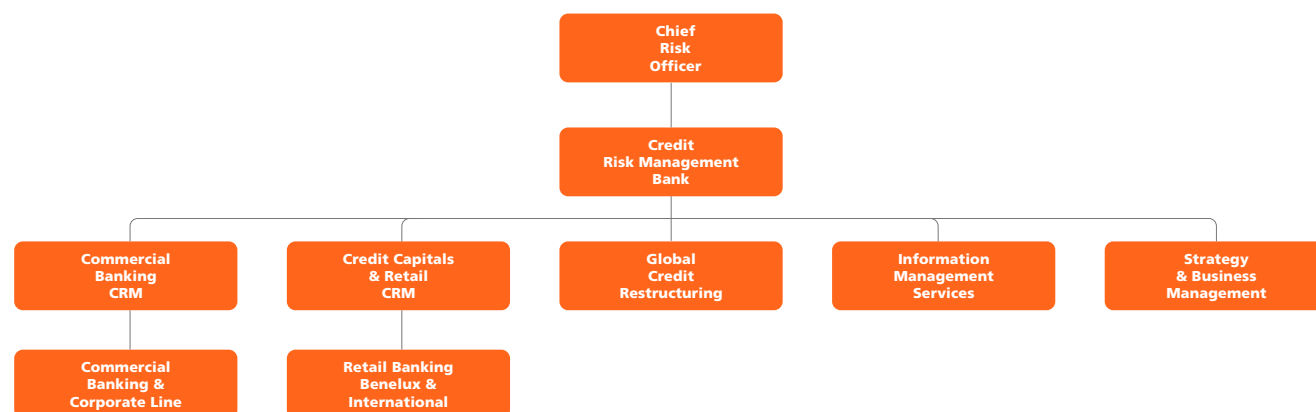 Chief
Risk
Officer
Credit
Risk Management
Bank
Commercial
Banking
CRM
Credit Capitals
& Retail
CRM
Global
Credit
Restructuring
Information
Management
Services
Strategy
& Business
Management
Commercial
Banking &
Corporate Line
Retail Banking
Benelux &
International